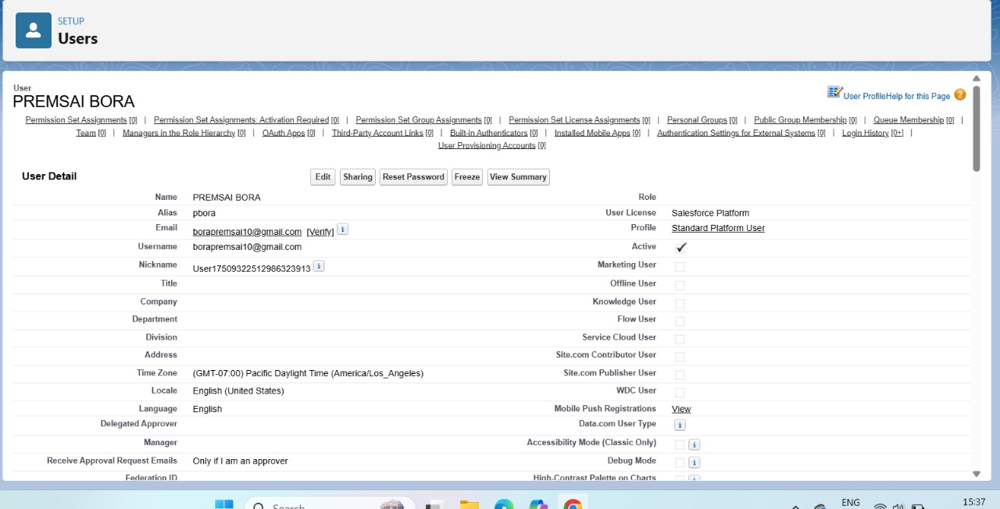 SETUP
Users
User
PREMSAI BORA
User Profile Help for this Page
Permission Set Assignments [0] | Permission Set Assignments: Activation Required [0] | Permission Set Group Assignments [0] | Permission Set License Assignments [0] | Personal Groups [0] | Public Group Membership [0] | Queue Membership [0] |
Team [0] | Managers in the Role Hierarchy [0] | OAuth Apps [0] | Third-Party Account Links [0] | Built-in Authenticators [0] | Installed Mobile Apps [0] | Authentication Settings for External Systems [0] | Login History [0+] |
User Provisioning Accounts [0]
User Detail Edit Sharing Reset Password Freeze View Summary
Name PREMSAI BORA Role
Alias pbora User License Salesforce Platform
Email borapremsai10@gmail.com [Verify] Profile Standard Platform User
Username borapremsai10@gmail.com Active
Nickname User17509322512986323913 Marketing User
Title Offline User
Company Knowledge User
Department Flow User
Division Service Cloud User
Address Site.com Contributor User
Time Zone (GMT-07:00) Pacific Daylight Time (America/Los_Angeles) Site.com Publisher User
Locale English (United States) WDC User
Language English Mobile Push Registrations View
Delegated Approver Data.com User Type
Manager Accessibility Mode (Classic Only)
Receive Approval Request Emails Only if I am an approver Debug Mode
Federation ID High-Contrast Palette on Charts
Search ENG 15:37